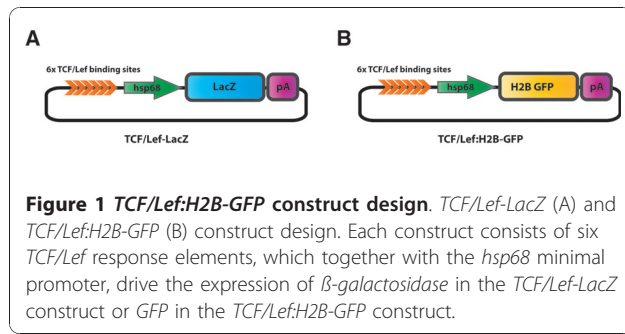 A
B
6x TCF/Lef binding sites
6x TCF/Lef binding sites
hsp68
LacZ
pA
hsp68
H2B GFP
pA
TCF/Lef-LacZ
TCF/Lef:H2B-GFP
Figure 1 TCF/Lef:H2B-GFP construct design. TCF/Lef-LacZ (A) and
TCF/Lef:H2B-GFP (B) construct design. Each construct consists of six
TCF/Lef response elements, which together with the hsp68 minimal
promoter, drive the expression of ß-galactosidase in the TCF/Lef-LacZ
construct or GFP in the TCF/Lef:H2B-GFP construct.